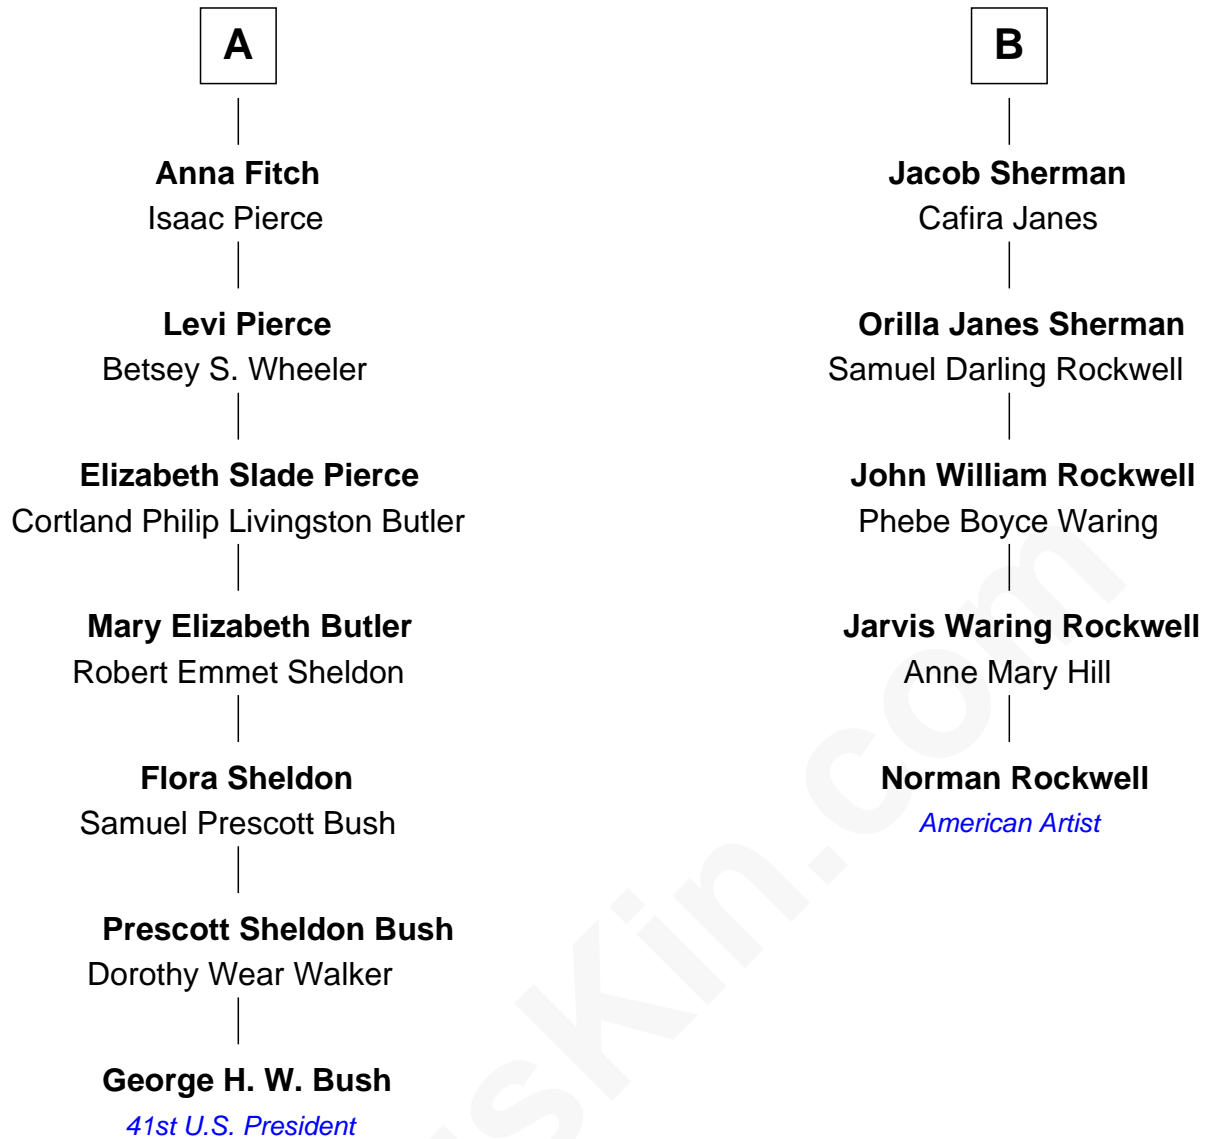 A
Anna Fitch
Isaac Pierce
Levi Pierce
Betsey S. Wheeler
Elizabeth Slade Pierce
Cortland Philip Livingston Butler
Mary Elizabeth Butler
Robert Emmet Sheldon
Flora Sheldon
Samuel Prescott Bush
Prescott Sheldon Bush
Dorothy Wear Walker
George H. W. Bush
41st U.S. President
B
Jacob Sherman
Cafira Janes
Orilla Janes Sherman
Samuel Darling Rockwell
John William Rockwell
Phebe Boyce Waring
Jarvis Waring Rockwell
Anne Mary Hill
Norman Rockwell
American Artist